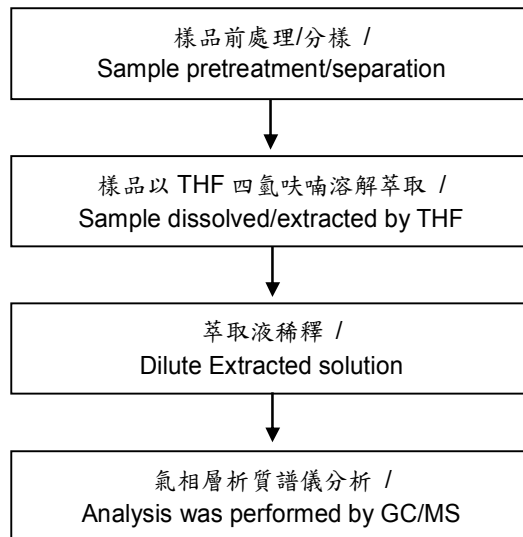 樣品前處理/分樣 /
Sample pretreatment/separation
樣品以 THF 四氫呋喃溶解萃取 /
Sample dissolved/extracted by THF
萃取液稀釋 /
Dilute Extracted solution
氣相層析質譜儀分析 /
Analysis was performed by GC/MS